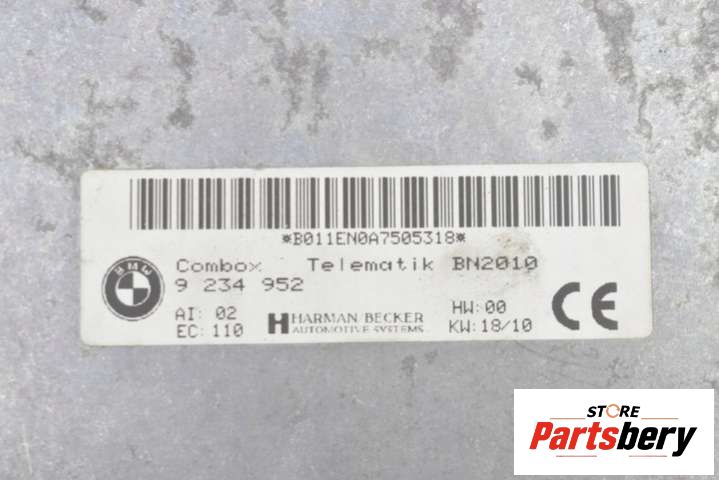 *B011EN0A7505318*
BMW
Combox Telematik BN2010
9 234 952
AI: 02
EC: 110
H HARMAN/BECKER
AUTOMOTIVE SYSTEMS
HW:00
KW:18/10
CE
STORE
Partsbery